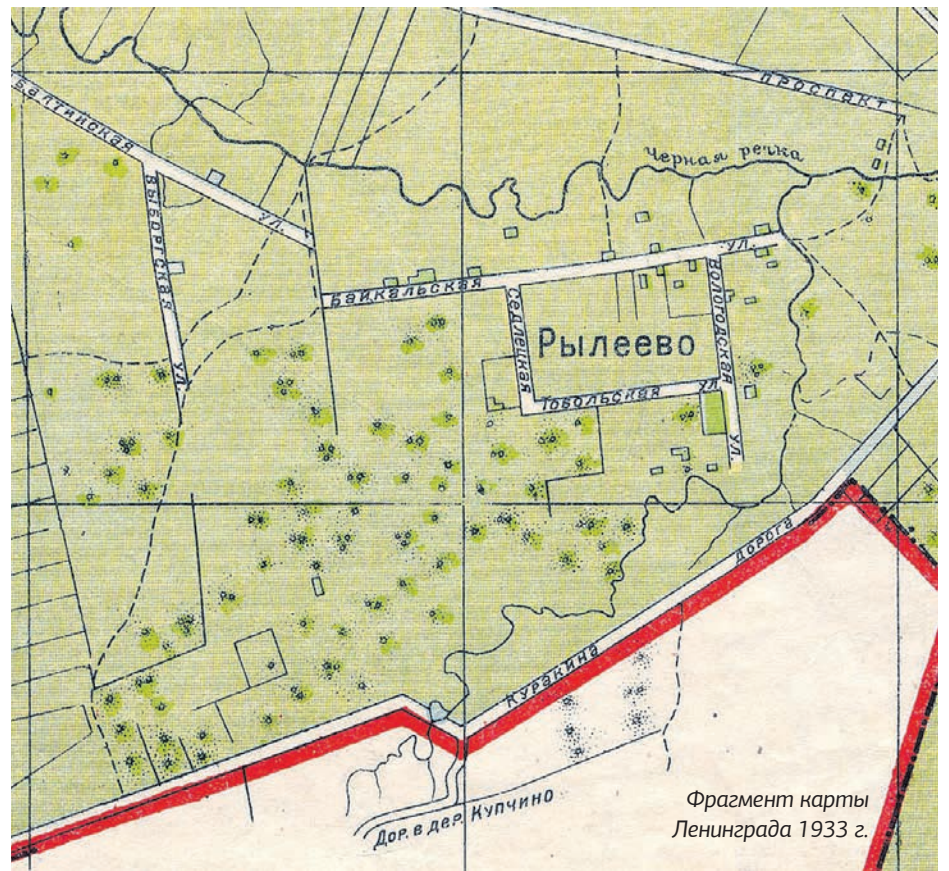 ПРОСПЕКТ
Балтийская ул.
Черная речка
Выборгская ул.
Байкальская ул.
Седлецкая
Вологодская ул.
Рылеево
Тобольская ул.
Куракина дорога
Дор. в дер. Купчино
Фрагмент карты
Ленинграда 1933 г.